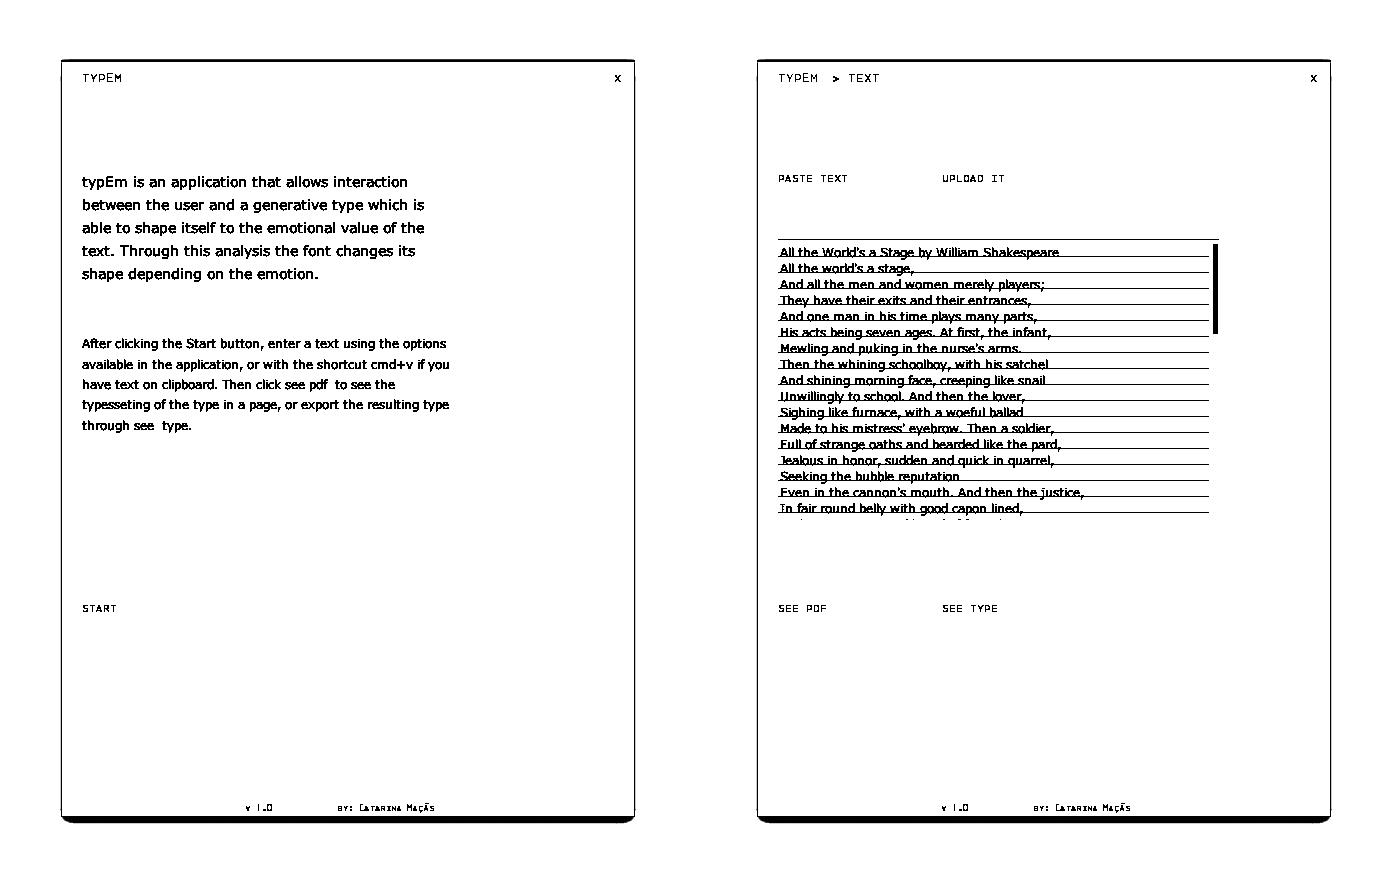 TYPEM
X
typEm is an application that allows interaction
between the user and a generative type which is
able to shape itself to the emotional value of the
text. Through this analysis the font changes its
shape depending on the emotion.
After clicking the Start button, enter a text using the options
available in the application, or with the shortcut cmd+v if you
have text on clipboard. Then click see pdf to see the
typesseting of the type in a page, or export the resulting type
through see type.
START
v 1.0
BY: CATARINA MAÇÃS
TYPEM > TEXT
X
PASTE TEXT
UPLOAD IT
All the World's a Stage by William Shakespeare
All the world's a stage,
And all the men and women merely players;
They have their exits and their entrances,
And one man in his time plays many parts,
His acts being seven ages. At first, the infant,
Mewling and puking in the nurse's arms.
Then the whining schoolboy, with his satchel
And shining morning face, creeping like snail
Unwillingly to school. And then the lover,
Sighing like furnace, with a woeful ballad
Made to his mistress' eyebrow. Then a soldier,
Full of strange oaths and bearded like the pard,
Jealous in honor, sudden and quick in quarrel,
Seeking the bubble reputation
Even in the cannon's mouth. And then the justice,
In fair round belly with good capon lined,
SEE PDF
SEE TYPE
v 1.0
BY: CATARINA MAÇÃS